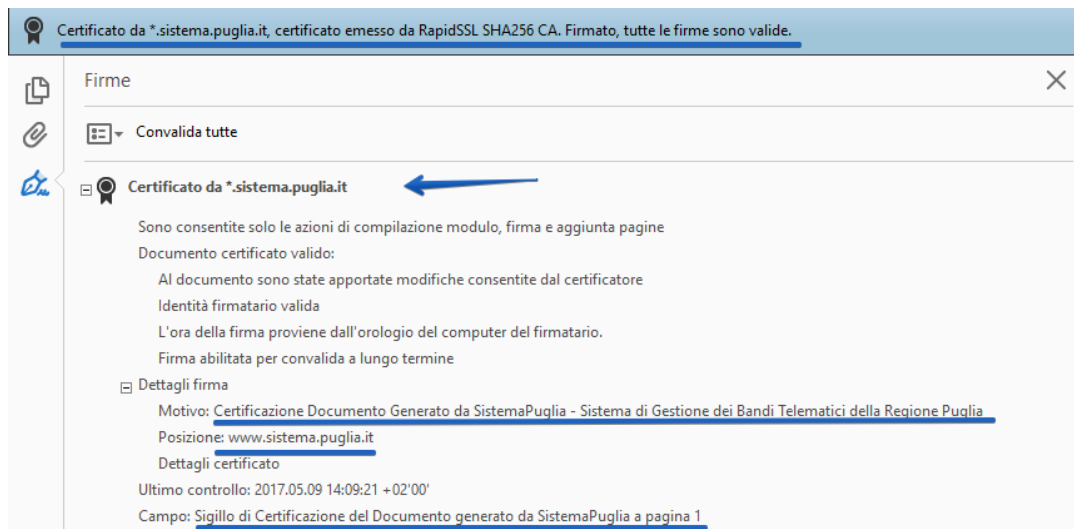 Certificato da *.sistema.puglia.it, certificato emesso da RapidSSL SHA256 CA. Firmato, tutte le firme sono valide.
Firme
Convalida tutte
Certificato da *.sistema.puglia.it
Sono consentite solo le azioni di compilazione modulo, firma e aggiunta pagine
Documento certificato valido:
Al documento sono state apportate modifiche consentite dal certificatore
Identità firmatario valida
L'ora della firma proviene dall'orologio del computer del firmatario.
Firma abilitata per convalida a lungo termine
Dettagli firma
Motivo: Certificazione Documento Generato da SistemaPuglia - Sistema di Gestione dei Bandi Telematici della Regione Puglia
Posizione: www.sistema.puglia.it
Dettagli certificato
Ultimo controllo: 2017.05.09 14:09:21 +02'00'
Campo: Sigillo di Certificazione del Documento generato da SistemaPuglia a pagina 1